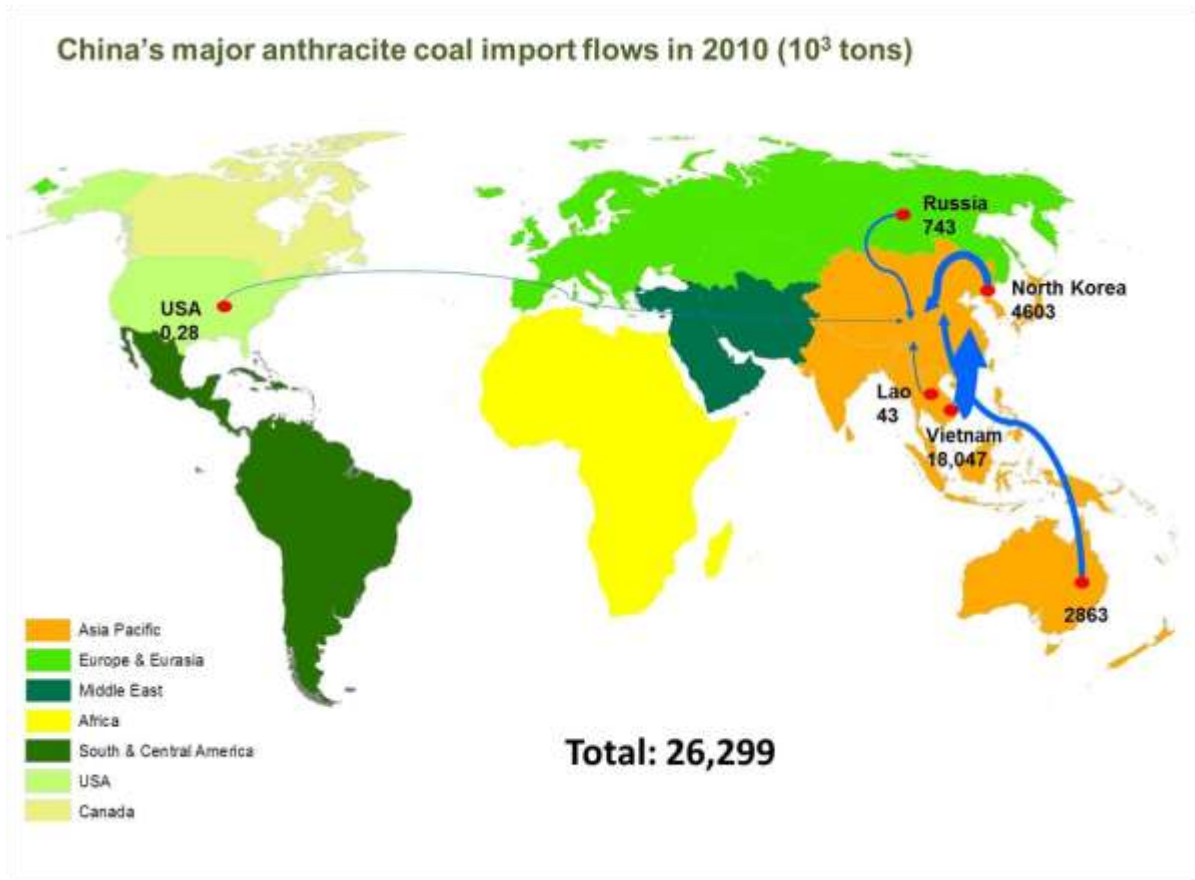 China's major anthracite coal import flows in 2010 (10³ tons)
Russia
743
North Korea
4603
USA
0.28
Lao
43
Vietnam
18,047
2863
Asia Pacific
Europe & Eurasia
Middle East
Africa
South & Central America
USA
Canada
Total: 26,299